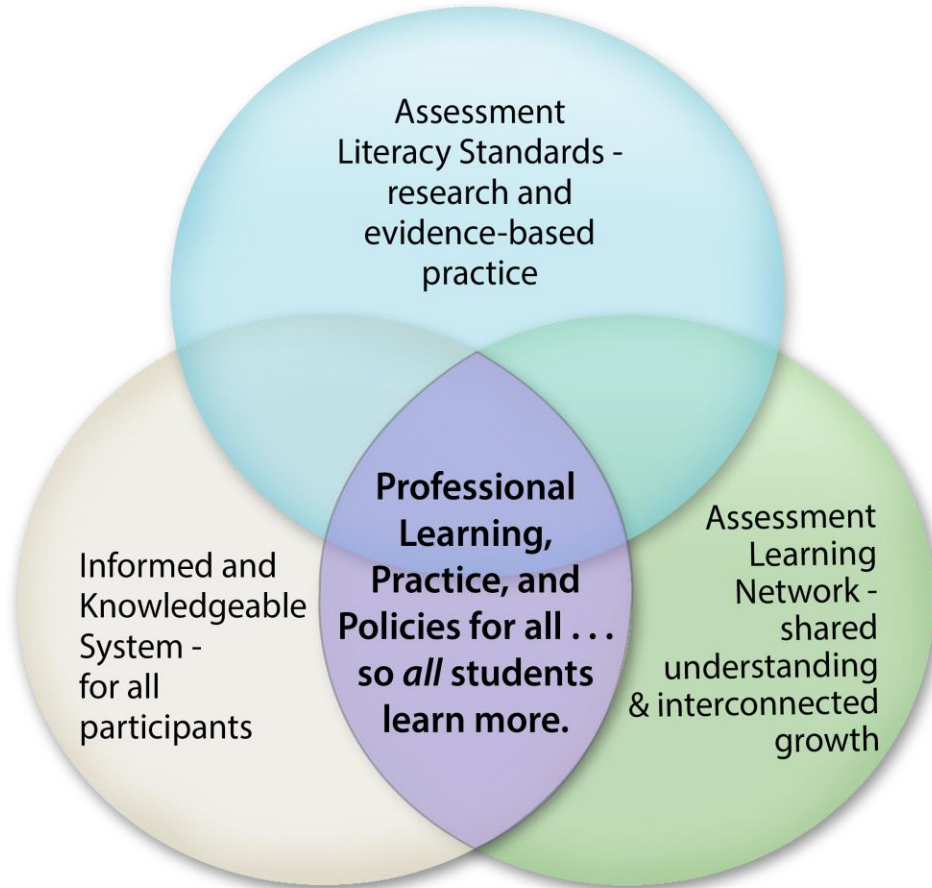 Assessment
Literacy Standards -
research and
evidence-based
practice
Informed and
Knowledgeable
System -
for all
participants
Professional
Learning,
Practice, and
Policies for all . . .
so all students
learn more.
Assessment
Learning
Network -
shared
understanding
& interconnected
growth